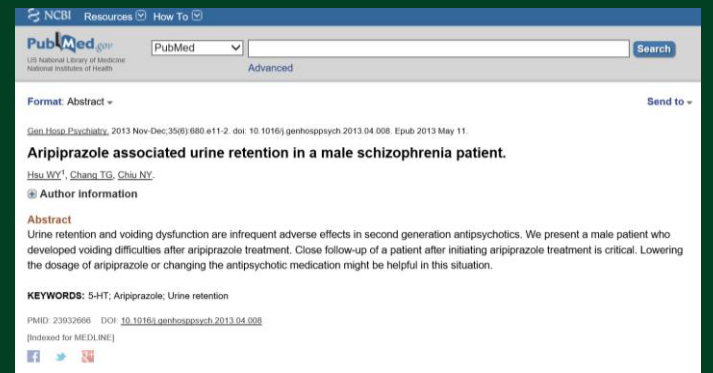 NCBI Resources How To
PubMed.gov
US National Library of Medicine
National Institutes of Health
PubMed
Search
Advanced
Format: Abstract
Send to
Gen Hosp Psychiatry. 2013 Nov-Dec;35(6):680.e11-2. doi: 10.1016/j.genhosppsych.2013.04.008. Epub 2013 May 11.
Aripiprazole associated urine retention in a male schizophrenia patient.
Hsu WY1, Chang TG, Chiu NY.
Author information
Abstract
Urine retention and voiding dysfunction are infrequent adverse effects in second generation antipsychotics. We present a male patient who
developed voiding difficulties after aripiprazole treatment. Close follow-up of a patient after initiating aripiprazole treatment is critical. Lowering
the dosage of aripiprazole or changing the antipsychotic medication might be helpful in this situation.
KEYWORDS: 5-HT; Aripiprazole; Urine retention
PMID: 23932666 DOI: 10.1016/j.genhosppsych.2013.04.008
[Indexed for MEDLINE]